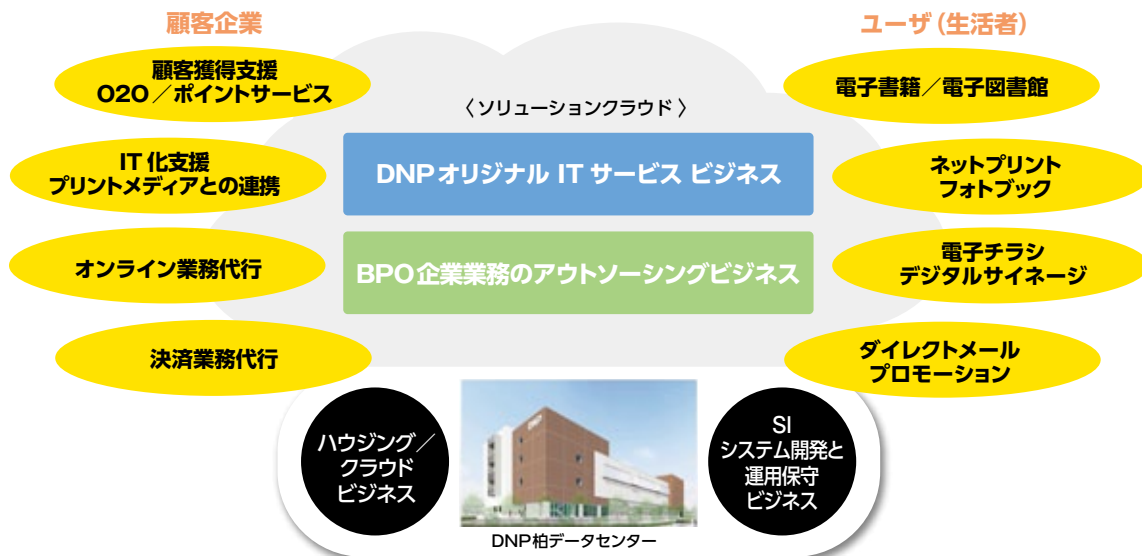 顧客企業
ユーザ（生活者）
顧客獲得支援
O2O／ポイントサービス
IT 化支援
プリントメディアとの連携
オンライン業務代行
決済業務代行
〈 ソリューションクラウド 〉
DNPオリジナル IT サービス ビジネス
BPO企業業務のアウトソーシングビジネス
電子書籍／電子図書館
ネットプリント
フォトブック
電子チラシ
デジタルサイネージ
ダイレクトメール
プロモーション
ハウジング／
クラウド
ビジネス
DNP
SI
システム開発と
運用保守
ビジネス
DNP柏データセンター